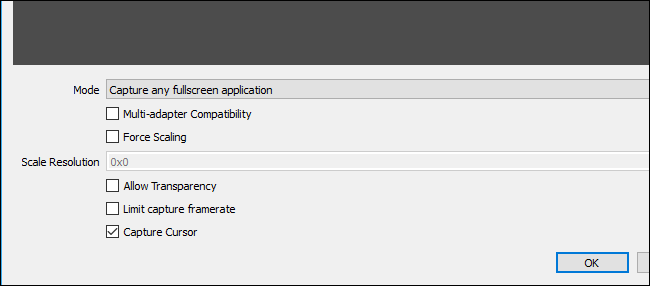 Mode Capture any fullscreen application
Multi-adapter Compatibility
Force Scaling
Scale Resolution 0x0
Allow Transparency
Limit capture framerate
Capture Cursor
OK